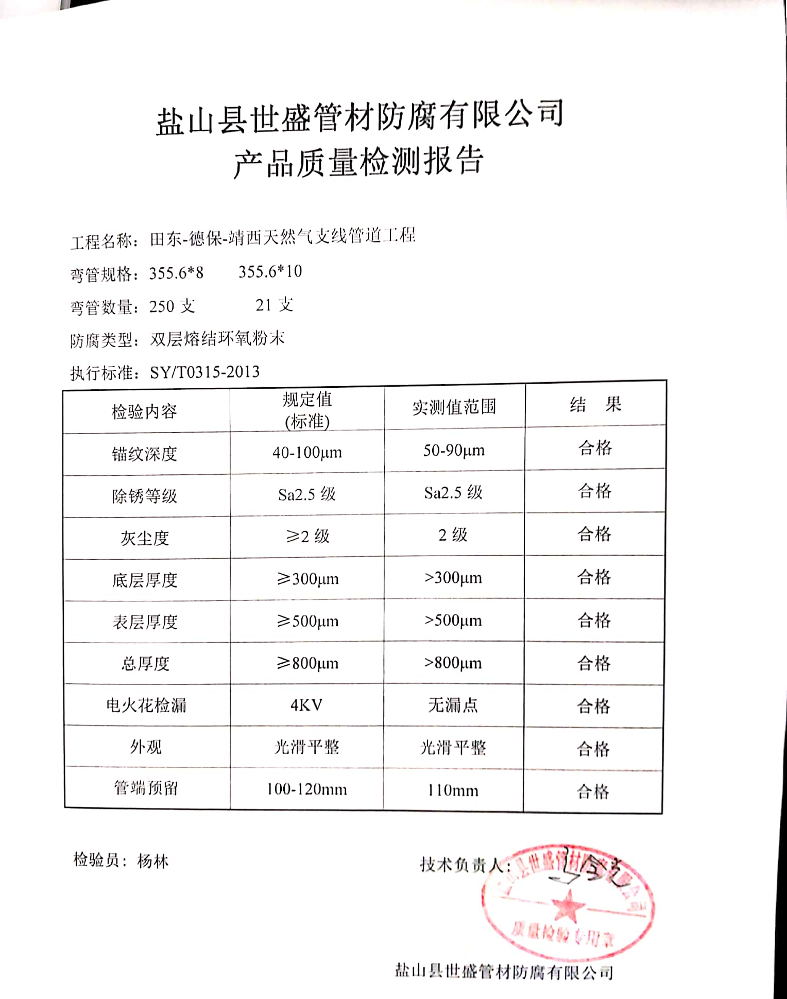 盐山县世盛管材防腐有限公司
产品质量检测报告
工程名称：田东-德保-靖西天然气支线管道工程
弯管规格：355.6*8 355.6*10
弯管数量：250 支 21 支
防腐类型：双层熔结环氧粉末
执行标准：SY/T0315-2013
检验内容 规定值(标准) 实测值范围 结 果
锚纹深度 40-100μm 50-90μm 合格
除锈等级 Sa2.5 级 Sa2.5 级 合格
灰尘度 ≥2 级 2 级 合格
底层厚度 ≥300μm >300μm 合格
表层厚度 ≥500μm >500μm 合格
总厚度 ≥800μm >800μm 合格
电火花检漏 4KV 无漏点 合格
外观 光滑平整 光滑平整 合格
管端预留 100-120mm 110mm 合格
检验员：杨林 技术负责人：
盐山县世盛管材防腐有限公司
质量检验专用章
盐山县世盛管材防腐有限公司